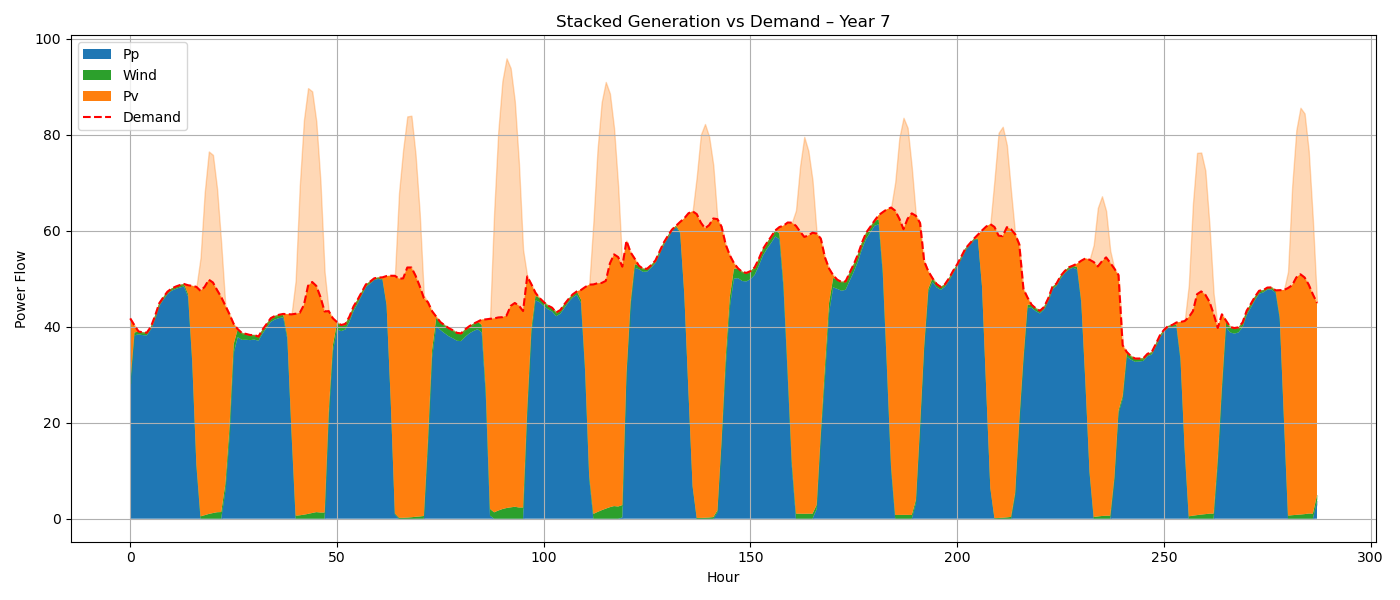 Stacked Generation vs Demand – Year 7
Power Flow
100
80
60
40
20
0
Pp
Wind
Pv
Demand
0
50
100
150
200
250
300
Hour